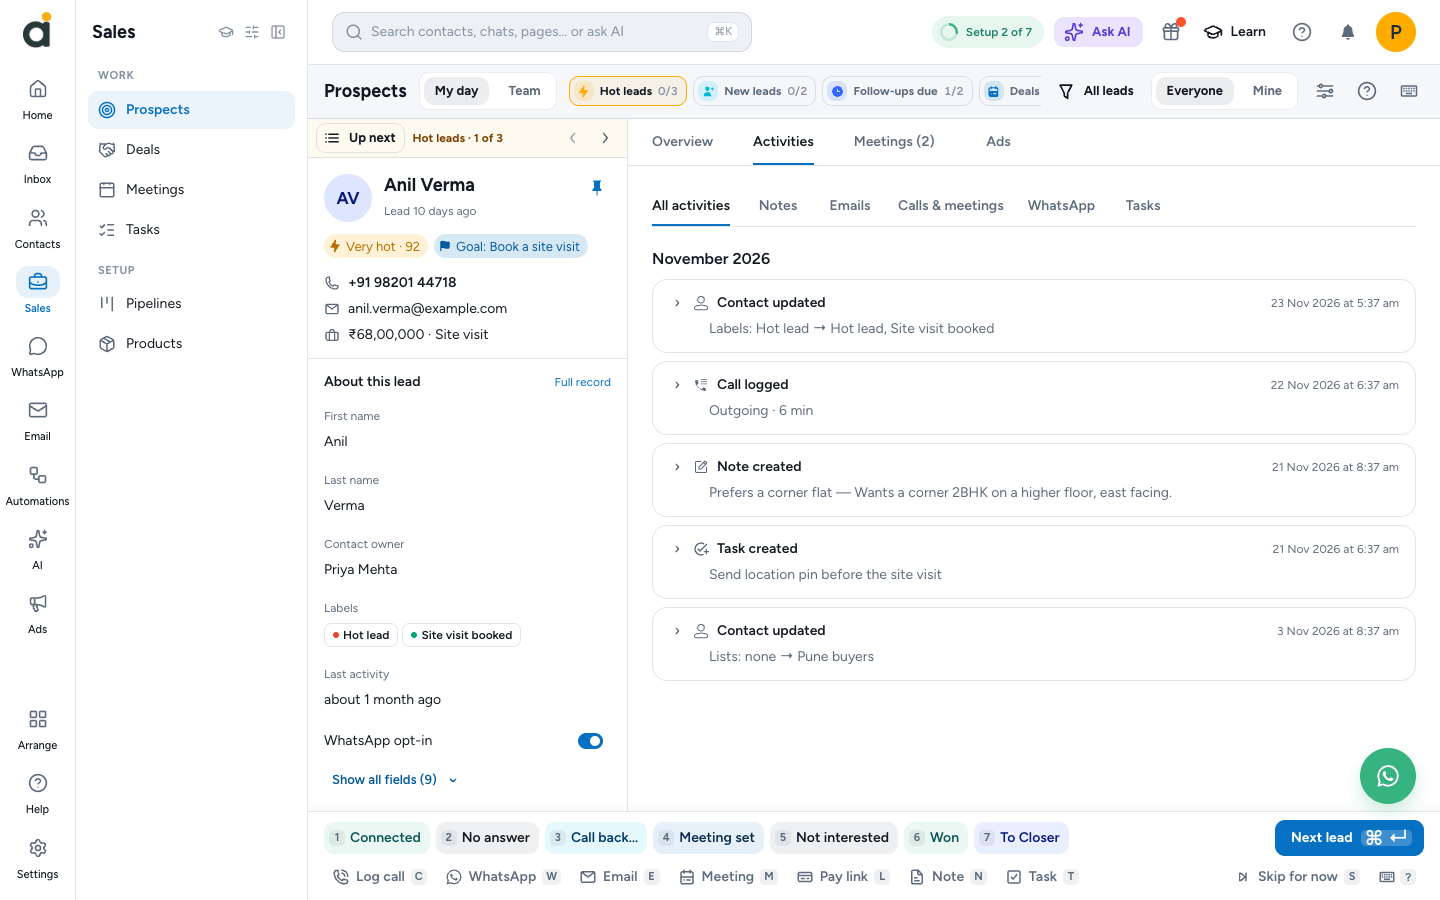 Sales
Search contacts, chats, pages... or ask AI
⌘K
Setup 2 of 7
Ask AI
Learn
P
Home
Inbox
Contacts
Sales
WhatsApp
Email
Automations
AI
Ads
Arrange
Help
Settings
WORK
Prospects
Deals
Meetings
Tasks
SETUP
Pipelines
Products
Prospects
My day
Team
Hot leads 0/3
New leads 0/2
Follow-ups due 1/2
Deals
All leads
Everyone
Mine
Up next
Hot leads · 1 of 3
AV
Anil Verma
Lead 10 days ago
Very hot · 92
Goal: Book a site visit
+91 98201 44718
anil.verma@example.com
₹68,00,000 · Site visit
About this lead
Full record
First name
Anil
Last name
Verma
Contact owner
Priya Mehta
Labels
Hot lead
Site visit booked
Last activity
about 1 month ago
WhatsApp opt-in
Show all fields (9)
Overview
Activities
Meetings (2)
Ads
All activities
Notes
Emails
Calls & meetings
WhatsApp
Tasks
November 2026
Contact updated
23 Nov 2026 at 5:37 am
Labels: Hot lead → Hot lead, Site visit booked
Call logged
22 Nov 2026 at 6:37 am
Outgoing · 6 min
Note created
21 Nov 2026 at 8:37 am
Prefers a corner flat — Wants a corner 2BHK on a higher floor, east facing.
Task created
21 Nov 2026 at 6:37 am
Send location pin before the site visit
Contact updated
3 Nov 2026 at 8:37 am
Lists: none → Pune buyers
1 Connected
2 No answer
3 Call back...
4 Meeting set
5 Not interested
6 Won
7 To Closer
Next lead ⌘ ↵
Log call C
WhatsApp W
Email E
Meeting M
Pay link L
Note N
Task T
Skip for now S
?